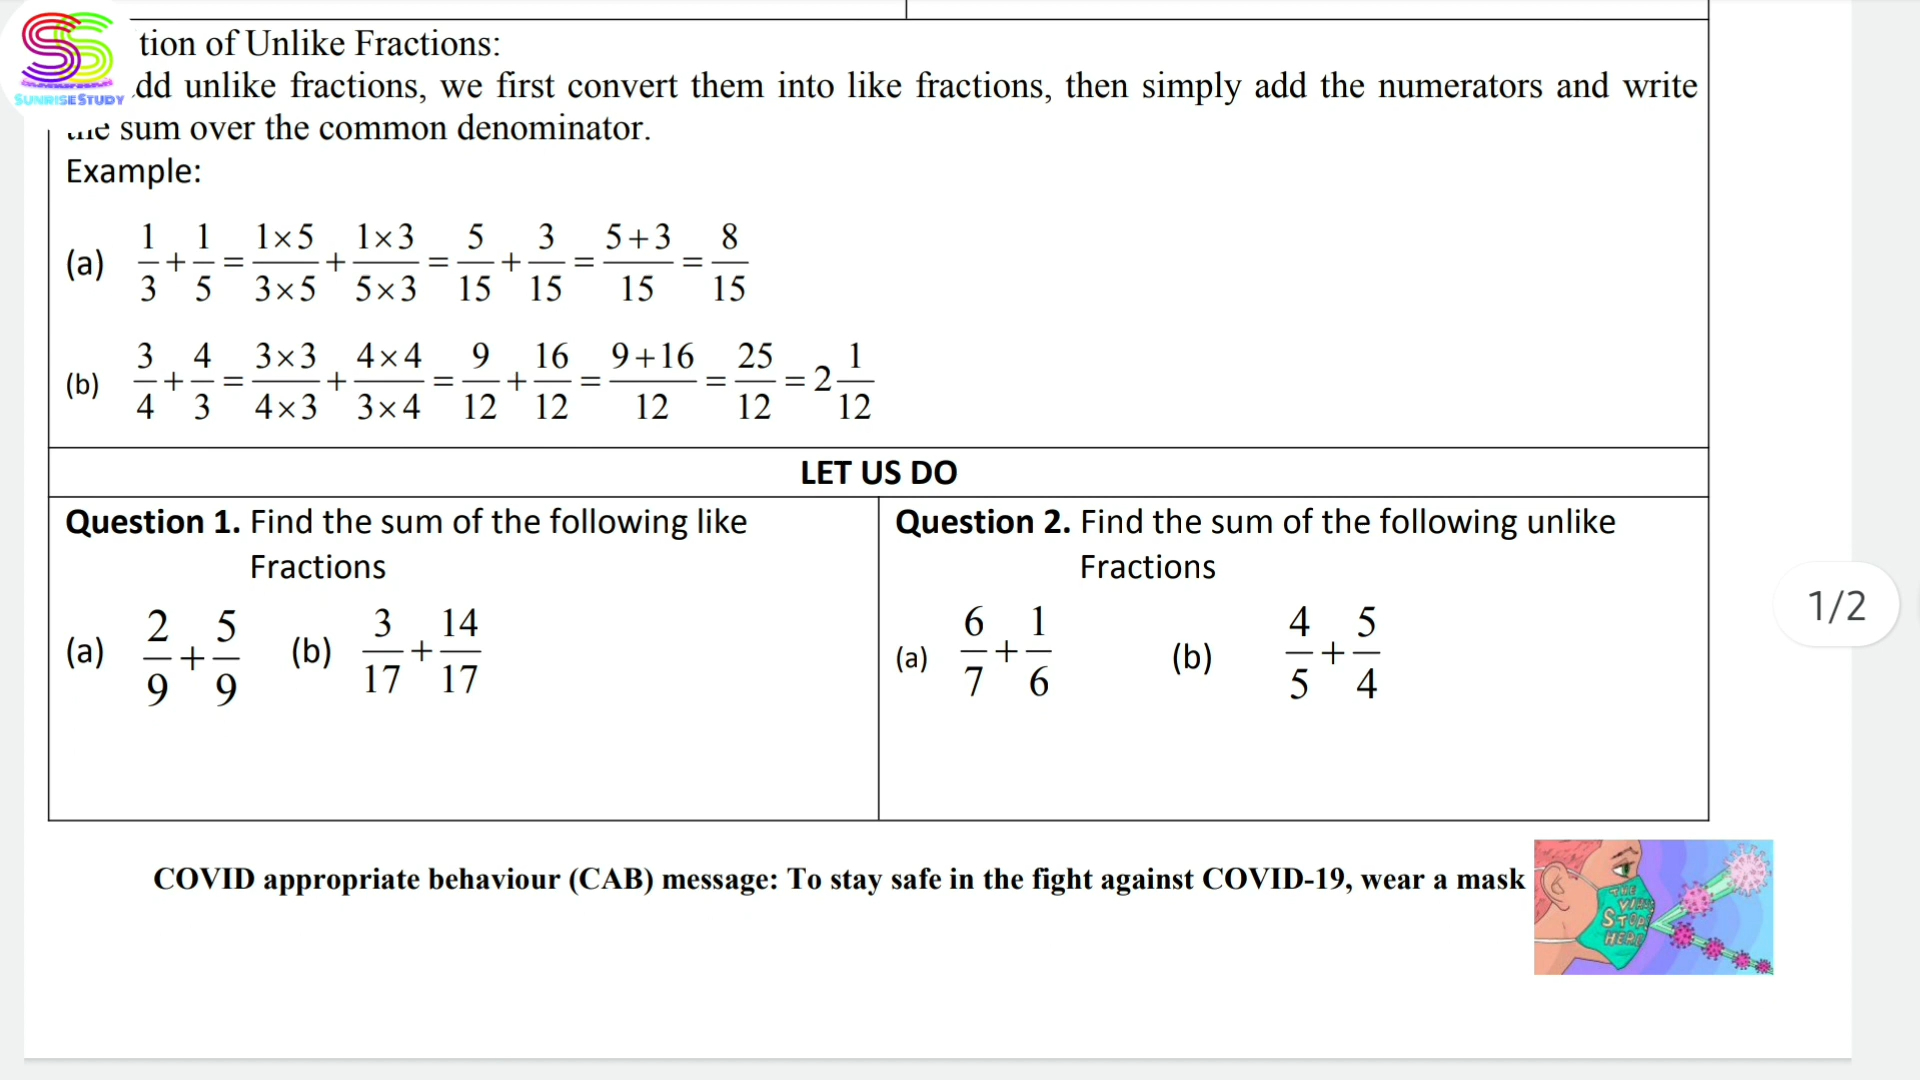 SUNRISE STUDY
tion of Unlike Fractions:
dd unlike fractions, we first convert them into like fractions, then simply add the numerators and write
the sum over the common denominator.
Example:
(a) 1/3 + 1/5 = 1×5/3×5 + 1×3/5×3 = 5/15 + 3/15 = 5+3/15 = 8/15
(b) 3/4 + 4/3 = 3×3/4×3 + 4×4/3×4 = 9/12 + 16/12 = 9+16/12 = 25/12 = 2 1/12
LET US DO
Question 1. Find the sum of the following like
Fractions
(a) 2/9 + 5/9 (b) 3/17 + 14/17
Question 2. Find the sum of the following unlike
Fractions
(a) 6/7 + 1/6 (b) 4/5 + 5/4
1/2
COVID appropriate behaviour (CAB) message: To stay safe in the fight against COVID-19, wear a mask
THE
VIRUS
STOPS
HERE